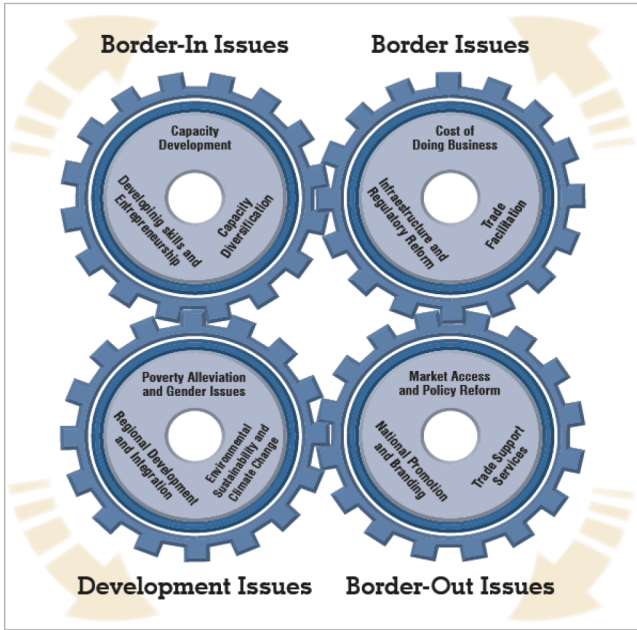 Border-In Issues
Border Issues
Capacity
Development
Developinig skills and
Entrepreneurship
Capacity
Diversification
Cost of
Doing Business
Infraestructure and
Regulatory Reform
Trade
Facilitation
Poverty Alleviation
and Gender Issues
Regional Development
and Integration
Environmental
Sustainability and
Climate Change
Market Access
and Policy Reform
National Promotion
and Branding
Trade Support
Services
Development Issues
Border-Out Issues